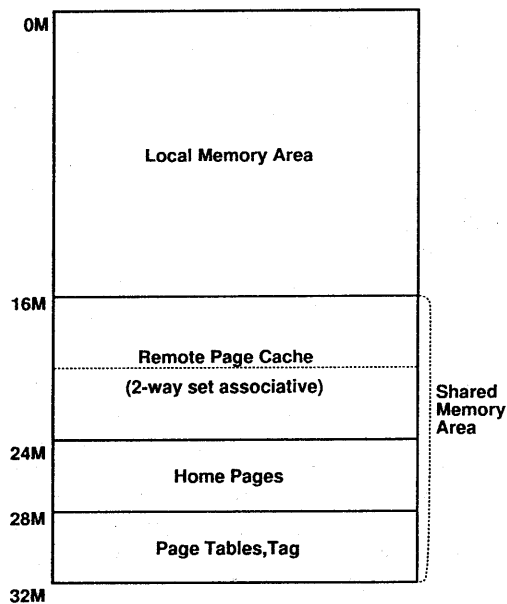 0M
Local Memory Area
16M
Remote Page Cache
(2-way set associative)
Shared
Memory
Area
24M
Home Pages
28M
Page Tables,Tag
32M